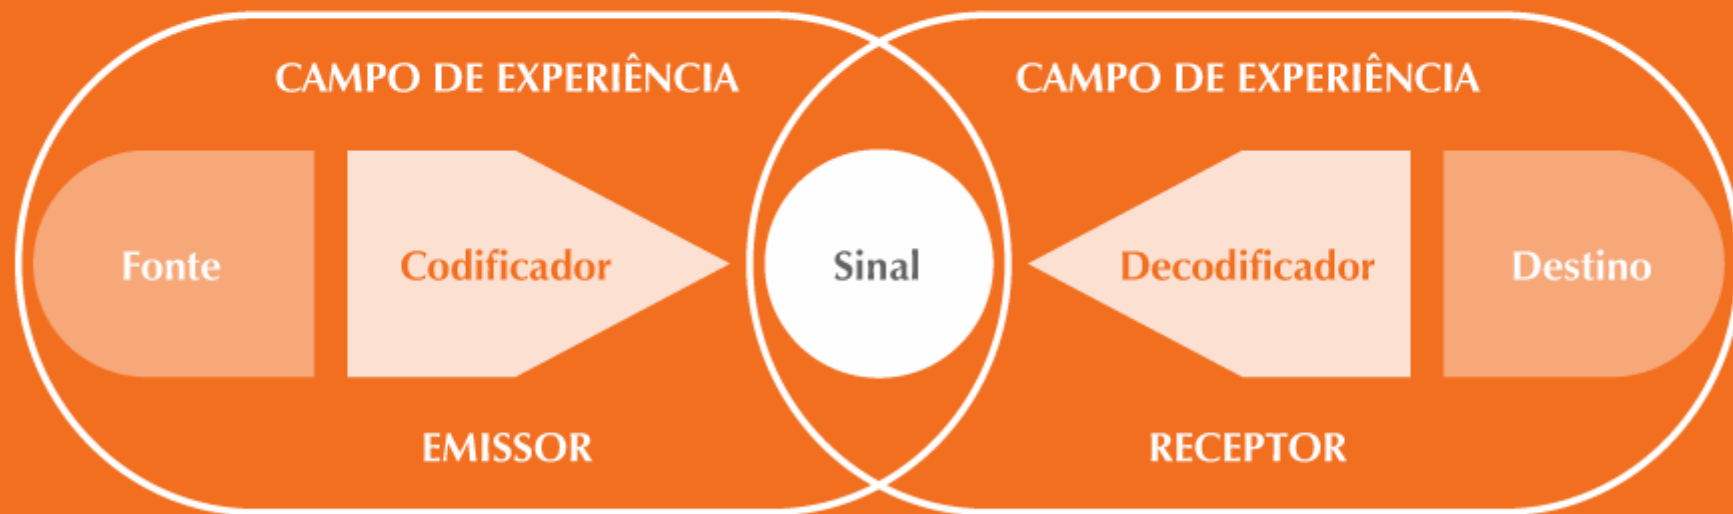 CAMPO DE EXPERIÊNCIA
CAMPO DE EXPERIÊNCIA
Fonte
Codificador
Sinal
Decodificador
Destino
EMISSOR
RECEPTOR